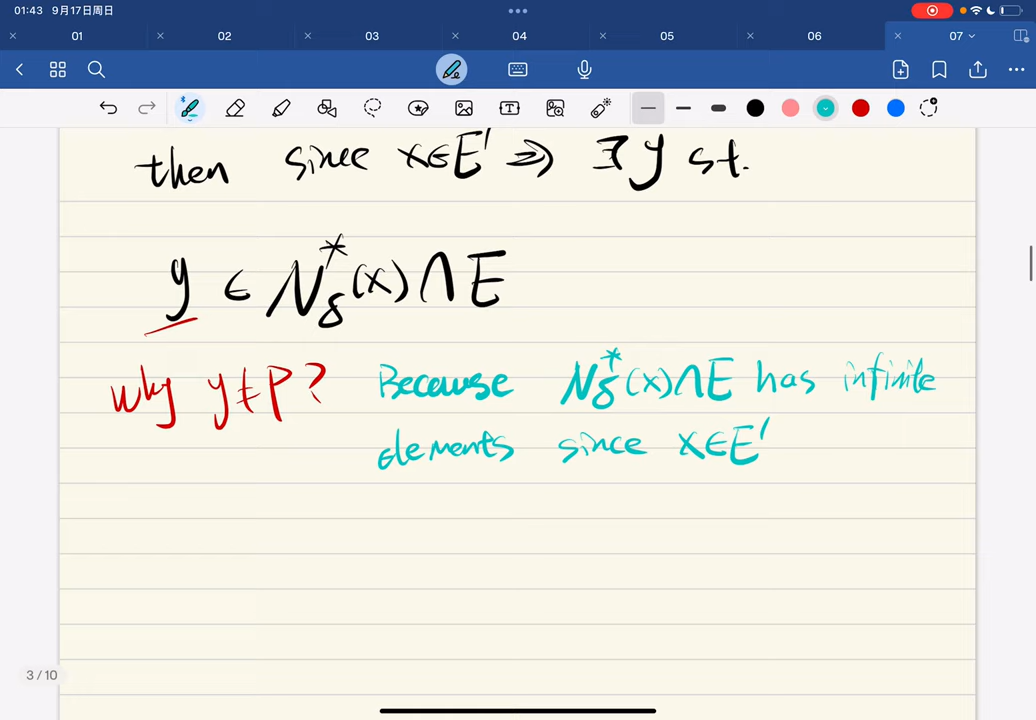 01:43 9月17日周日
01 02 03 04 05 06 07
then since x∈E' ⇒ ∃ y st.
y ∈ N*δ(x)∩E
why y≠P? Because N*δ(x)∩E has infinite
elements since x∈E'
3 / 10